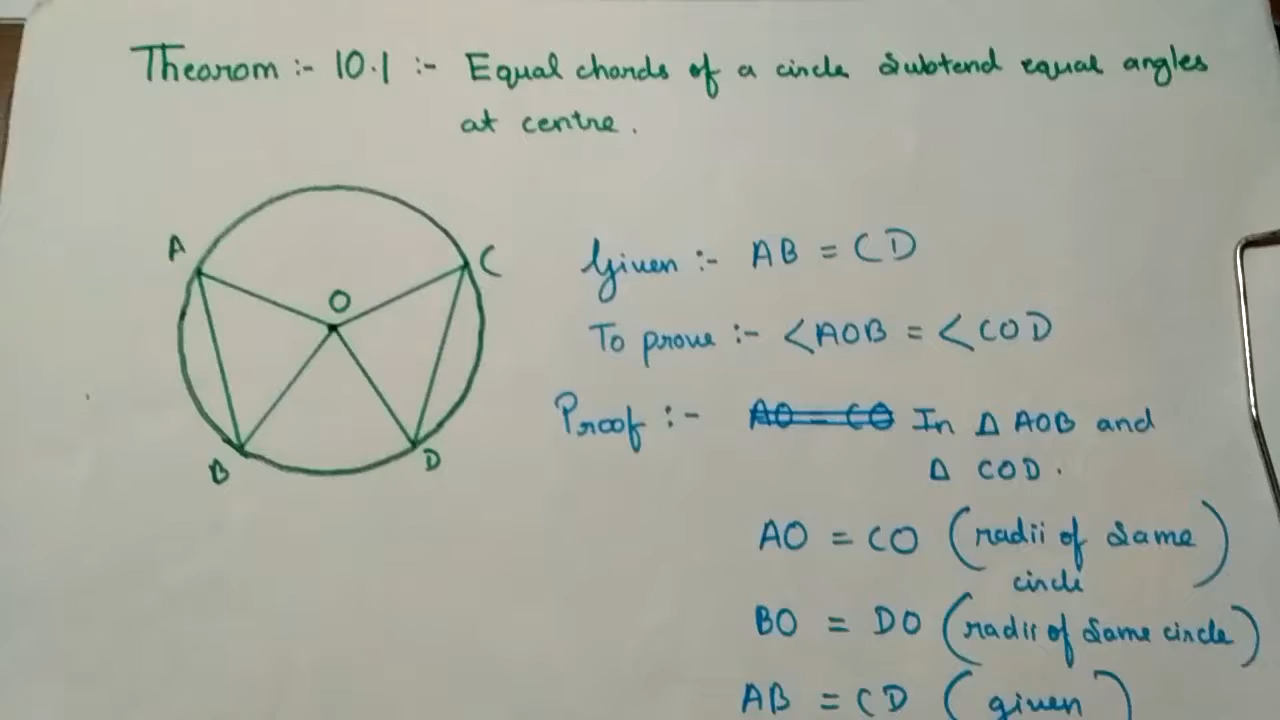 Theorom :- 10.1 :- Equal chords of a circle subtend equal angles
at centre.
A
C
O
B
D
Given :- AB = CD
To prove :- <AOB = <COD
Proof :- AO = CO In Δ AOB and
Δ COD.
AO = CO (radii of same
circle)
BO = DO (radii of same circle)
AB = CD (given)